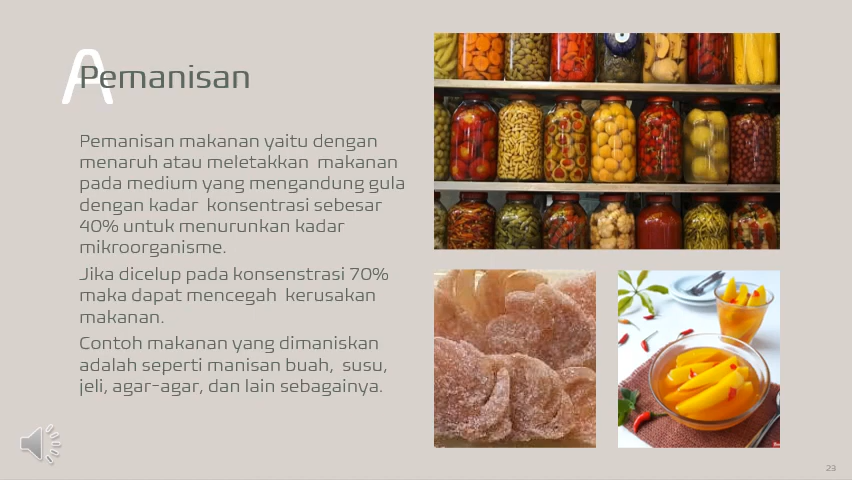 A
Pemanisan
Pemanisan makanan yaitu dengan
menaruh atau meletakkan makanan
pada medium yang mengandung gula
dengan kadar konsentrasi sebesar
40% untuk menurunkan kadar
mikroorganisme.
Jika dicelup pada konsenstrasi 70%
maka dapat mencegah kerusakan
makanan.
Contoh makanan yang dimaniskan
adalah seperti manisan buah, susu,
jeli, agar-agar, dan lain sebagainya.
23